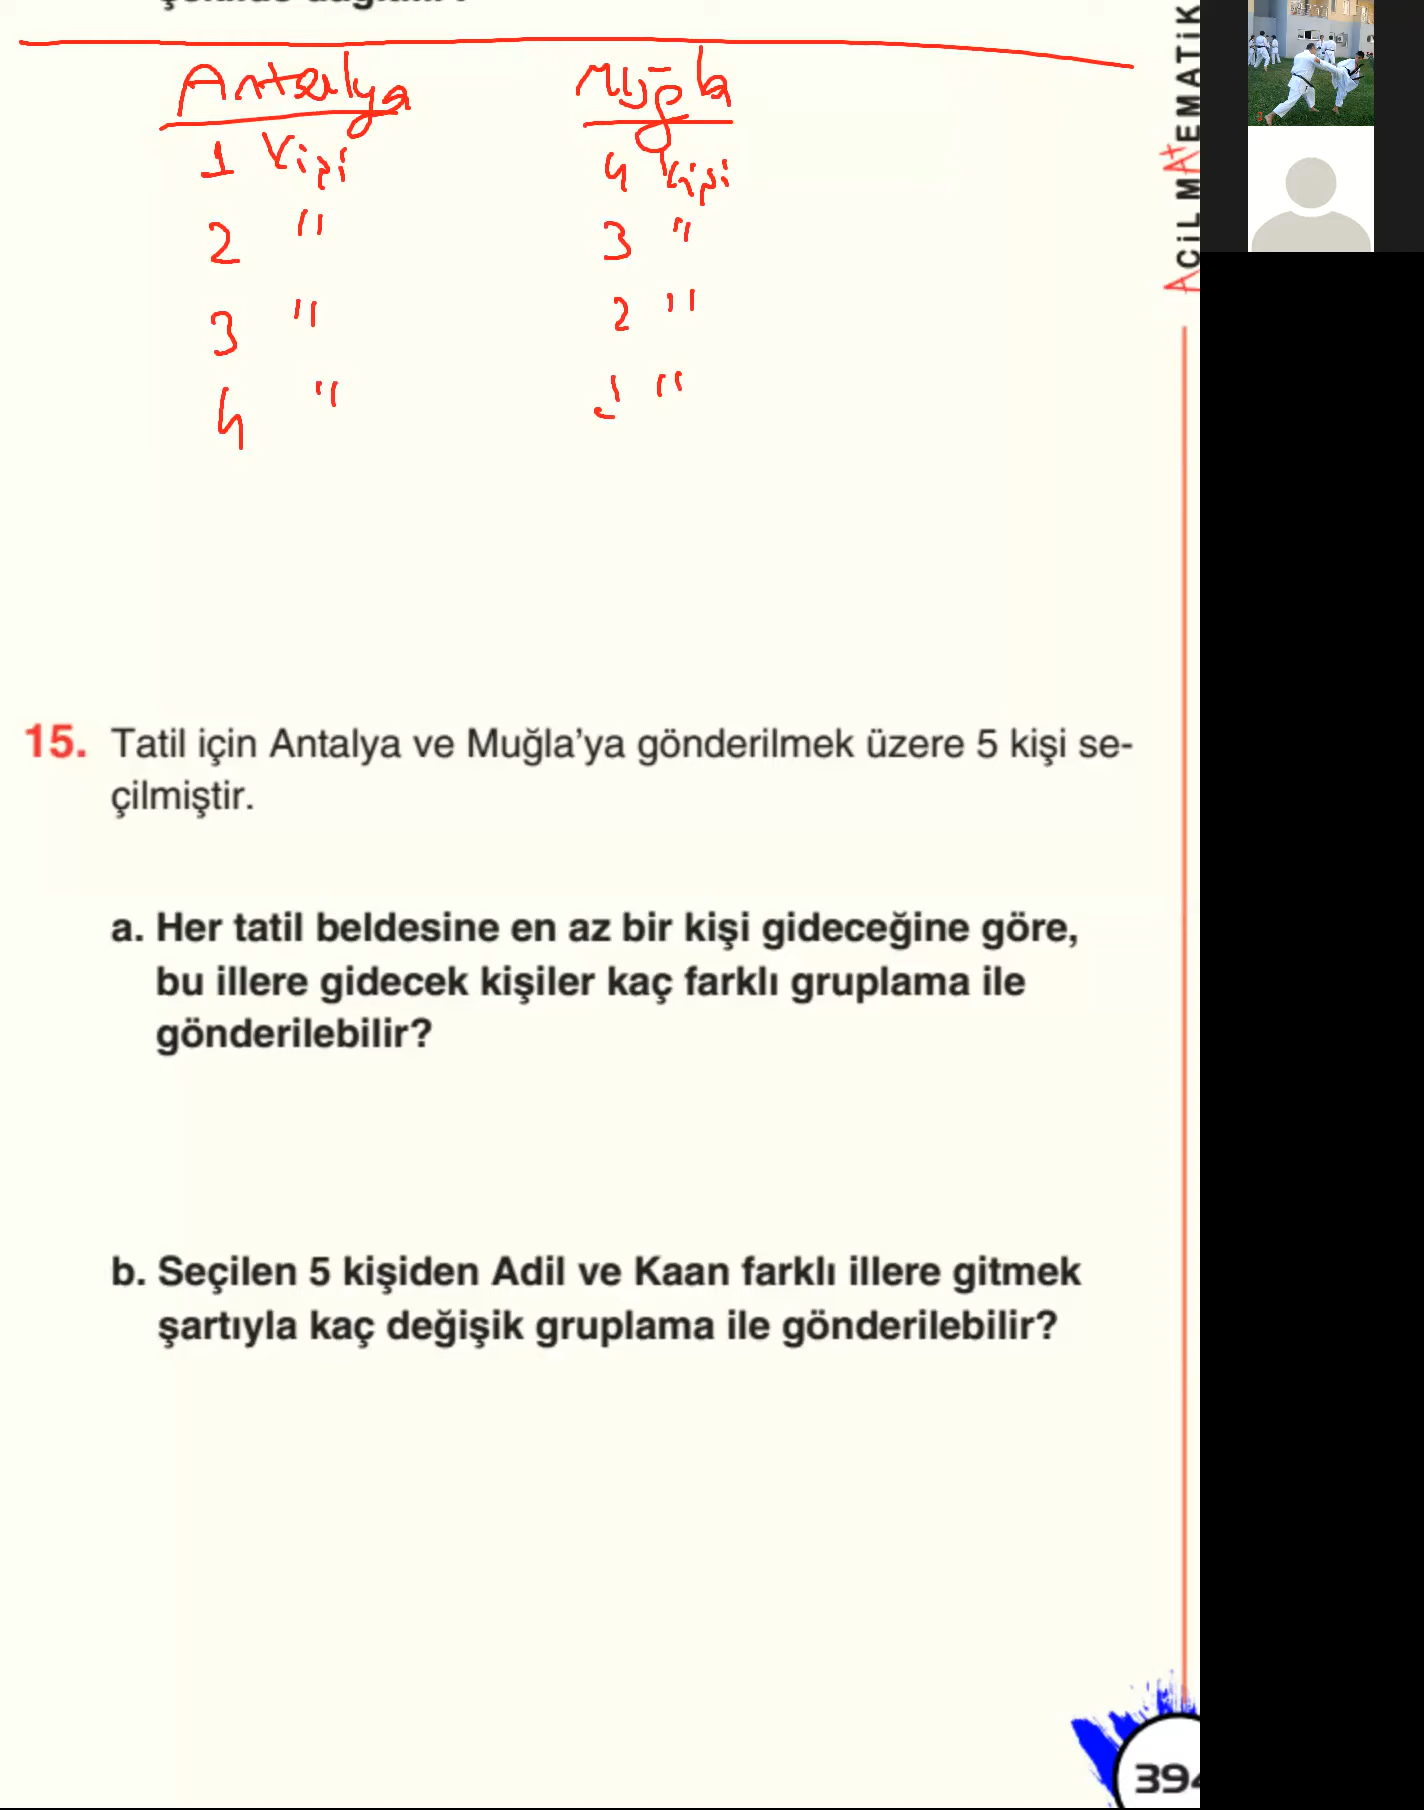 Antalya Muğla
1 kişi 4 kişi
2 " 3 "
3 " 2 "
4 " 1 "
ACİL MATEMATİK
15. Tatil için Antalya ve Muğla'ya gönderilmek üzere 5 kişi se-
çilmiştir.
a. Her tatil beldesine en az bir kişi gideceğine göre,
bu illere gidecek kişiler kaç farklı gruplama ile
gönderilebilir?
b. Seçilen 5 kişiden Adil ve Kaan farklı illere gitmek
şartıyla kaç değişik gruplama ile gönderilebilir?
394